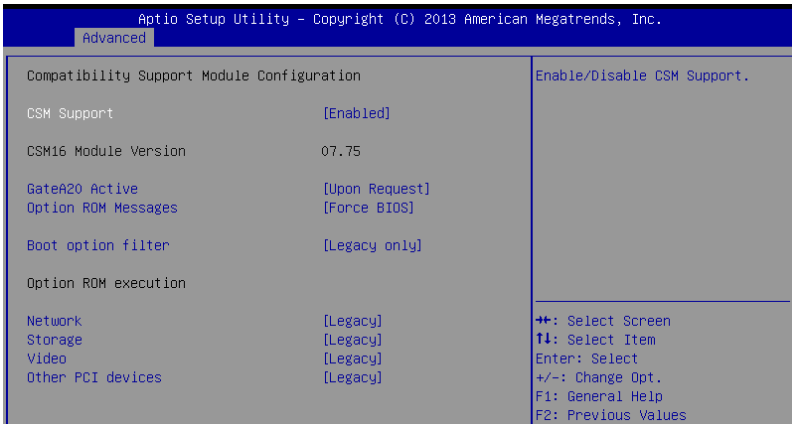 Aptio Setup Utility – Copyright (C) 2013 American Megatrends, Inc.
Advanced
Compatibility Support Module Configuration
CSM Support [Enabled]
CSM16 Module Version 07.75
GateA20 Active [Upon Request]
Option ROM Messages [Force BIOS]
Boot option filter [Legacy only]
Option ROM execution
Network [Legacy]
Storage [Legacy]
Video [Legacy]
Other PCI devices [Legacy]
Enable/Disable CSM Support.
→←: Select Screen
↑↓: Select Item
Enter: Select
+/-: Change Opt.
F1: General Help
F2: Previous Values